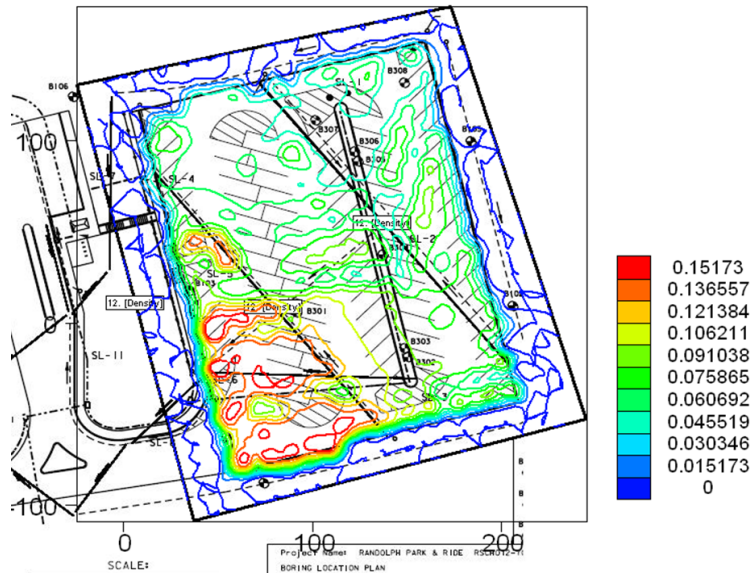 B106
B308
SL-1
100
B307
B306
B105
SL-7
SL-4
12. [Density]
SL-2
SL-5
B103
12. [Density]
12. [Density]
B301
B102
B303
B302
SL-11
SL-6
SL-3
-100
0
100
200
SCALE:
Project Name: RANDOLPH PARK & RIDE
BORING LOCATION PLAN
0.15173
0.136557
0.121384
0.106211
0.091038
0.075865
0.060692
0.045519
0.030346
0.015173
0